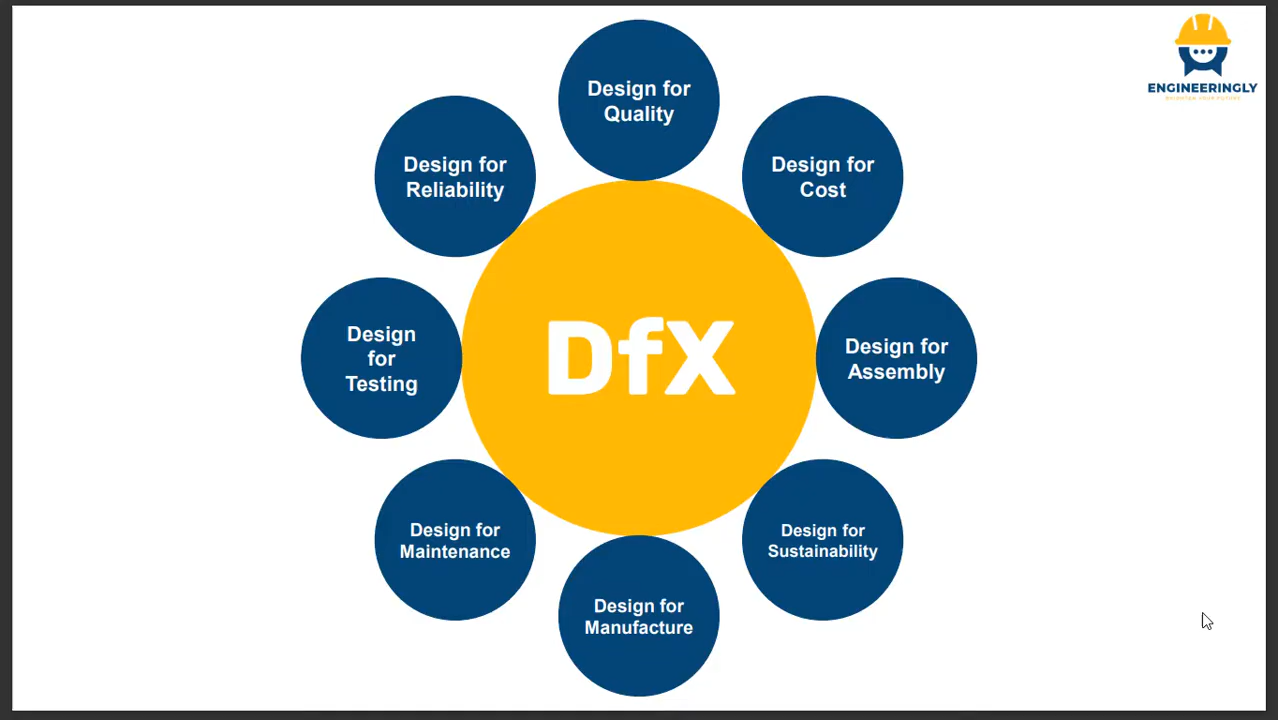 Design for
Quality
ENGINEERINGLY
Design for
Reliability
Design for
Cost
Design
for
Testing
DfX
Design for
Assembly
Design for
Maintenance
Design for
Sustainability
Design for
Manufacture